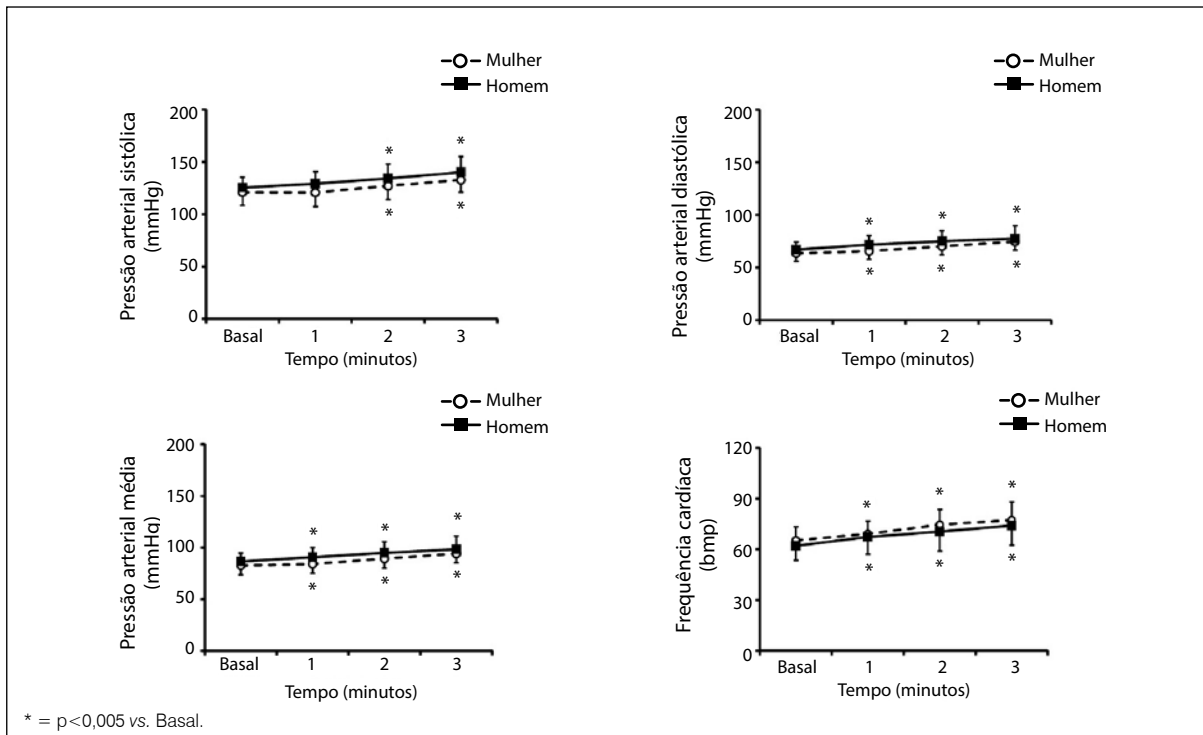 Mulher
Homem
Pressão arterial sistólica
(mmHg)
200
150
100
50
0
* *
* *
Basal 1 2 3
Tempo (minutos)
Mulher
Homem
Pressão arterial diastólica
(mmHg)
200
150
100
50
0
* * *
* * *
Basal 1 2 3
Tempo (minutos)
Mulher
Homem
Pressão arterial média
(mmHg)
200
150
100
50
0
* * *
* * *
Basal 1 2 3
Tempo (minutos)
Mulher
Homem
Frequência cardíaca
(bmp)
120
90
60
30
0
* * *
* * *
Basal 1 2 3
Tempo (minutos)
* = p<0,005 vs. Basal.